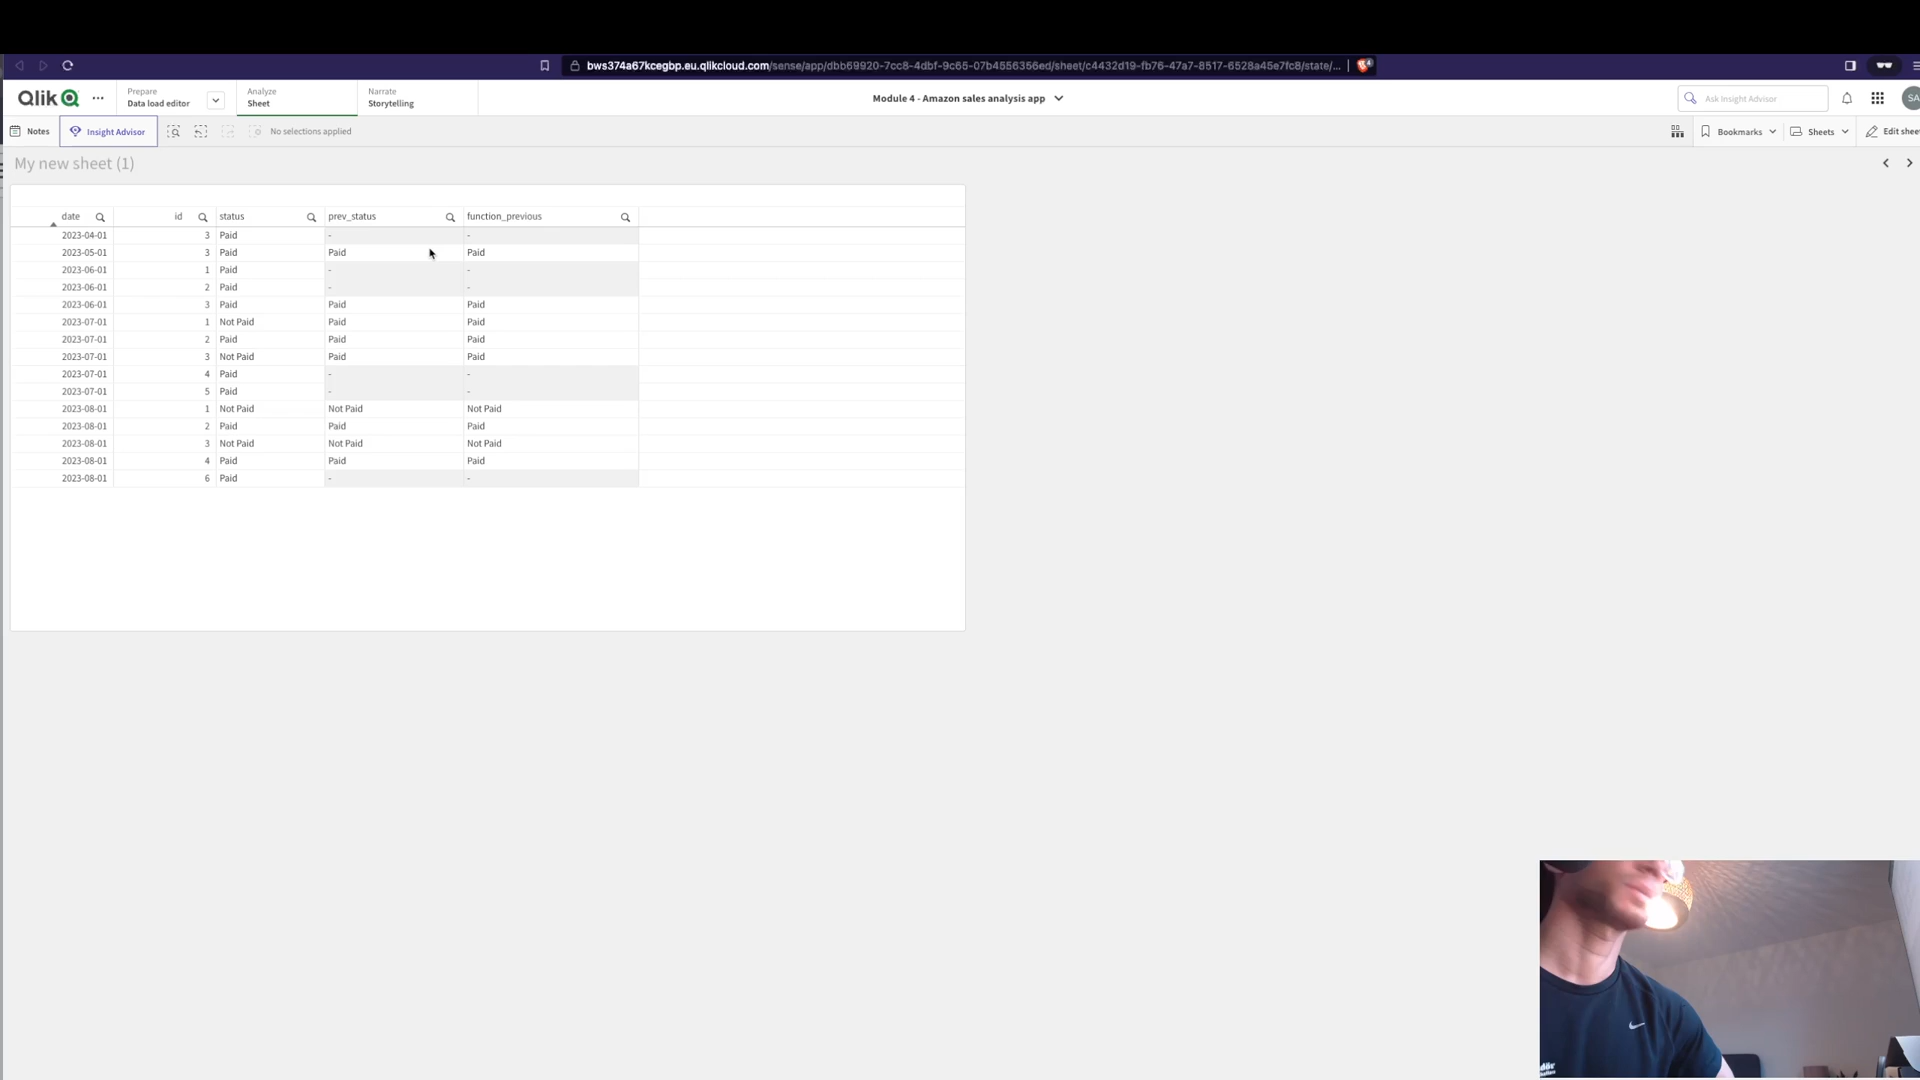 bws374a67kcegbp.eu.qlikcloud.com/sense/app/dbb69920-7cc8-4dbf-9c65-07b4556356ed/sheet/c4432d19-fb76-47a7-8517-6528a45e7fc8/state/...
Qlik ... Prepare Analyze Narrate
Data load editor Sheet Storytelling Module 4 - Amazon sales analysis app Ask Insight Advisor SA
Notes Insight Advisor No selections applied Bookmarks Sheets Edit sheet
My new sheet (1)
date id status prev_status function_previous
2023-04-01 3 Paid - -
2023-05-01 3 Paid Paid Paid
2023-06-01 1 Paid - -
2023-06-01 2 Paid - -
2023-06-01 3 Paid Paid Paid
2023-07-01 1 Not Paid Paid Paid
2023-07-01 2 Paid Paid Paid
2023-07-01 3 Not Paid Paid Paid
2023-07-01 4 Paid - -
2023-07-01 5 Paid - -
2023-08-01 1 Not Paid Not Paid Not Paid
2023-08-01 2 Paid Paid Paid
2023-08-01 3 Not Paid Not Paid Not Paid
2023-08-01 4 Paid Paid Paid
2023-08-01 6 Paid - -